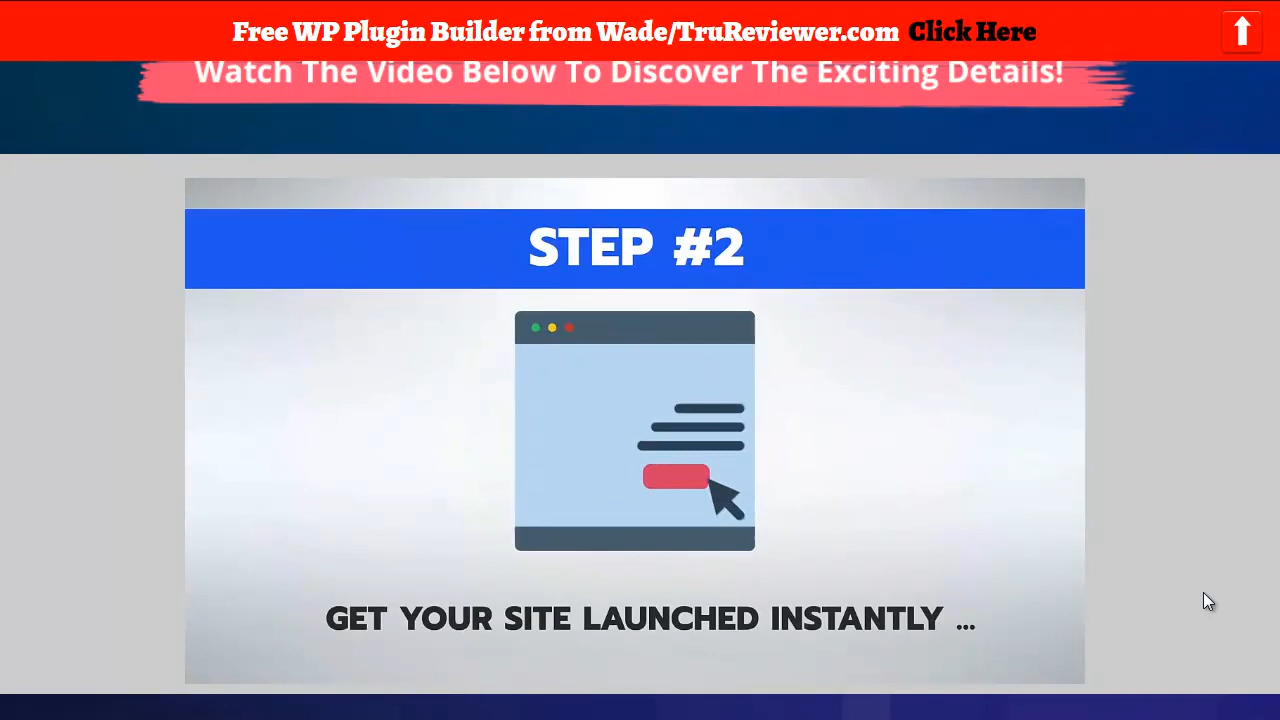 Free WP Plugin Builder from Wade/TruReviewer.com Click Here
Watch The Video Below To Discover The Exciting Details!
STEP #2
GET YOUR SITE LAUNCHED INSTANTLY ...